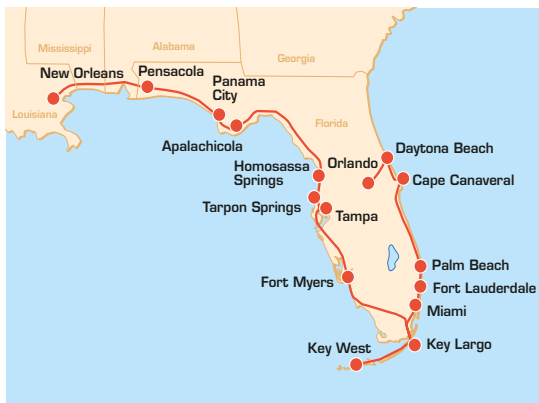 Mississippi
Alabama
Georgia
New Orleans
Pensacola
Panama
City
Louisiana
Florida
Apalachicola
Daytona Beach
Orlando
Homosassa
Springs
Cape Canaveral
Tarpon Springs
Tampa
Palm Beach
Fort Myers
Fort Lauderdale
Miami
Key West
Key Largo